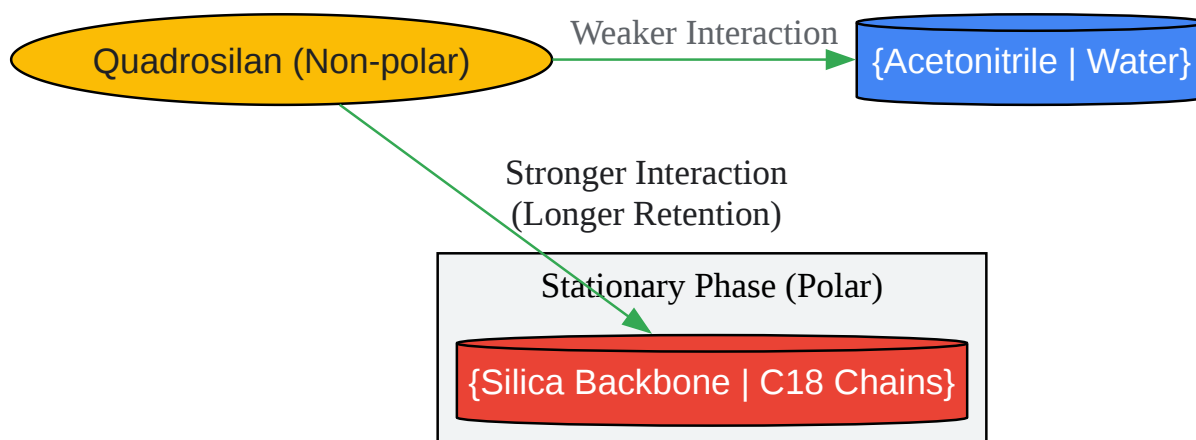 Quadrosilan (Non-polar)
Weaker Interaction
{Acetonitrile | Water}
Stronger Interaction
(Longer Retention)
Stationary Phase (Polar)
{Silica Backbone | C18 Chains}